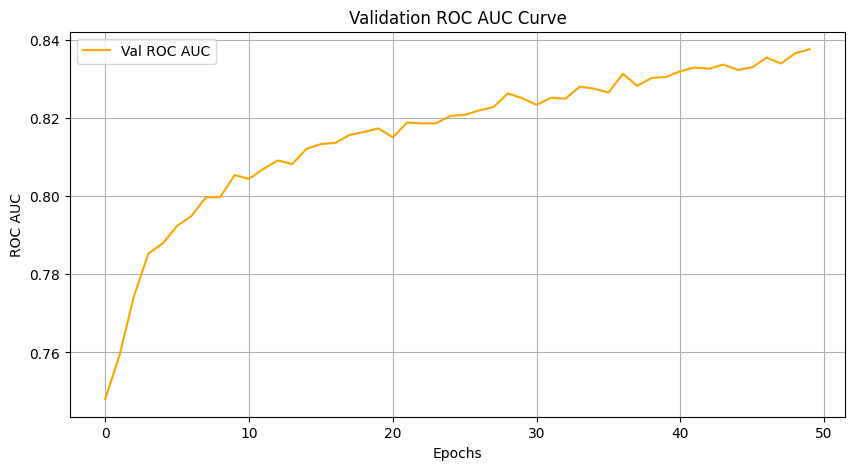 Validation ROC AUC Curve
Val ROC AUC
ROC AUC
0.84
0.82
0.80
0.78
0.76
0 10 20 30 40 50
Epochs